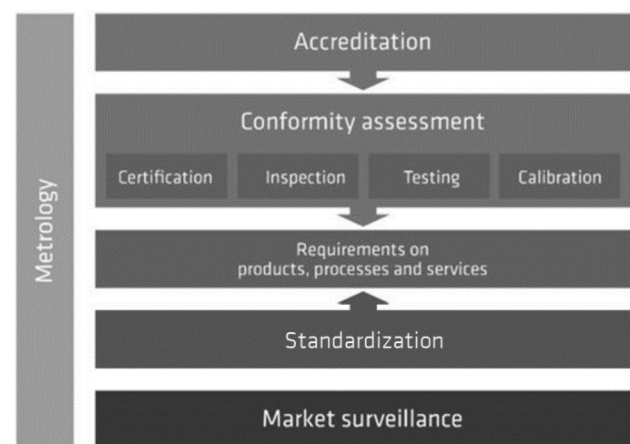 Metrology
Accreditation
Conformity assessment
Certification
Inspection
Testing
Calibration
Requirements on
products, processes and services
Standardization
Market surveillance